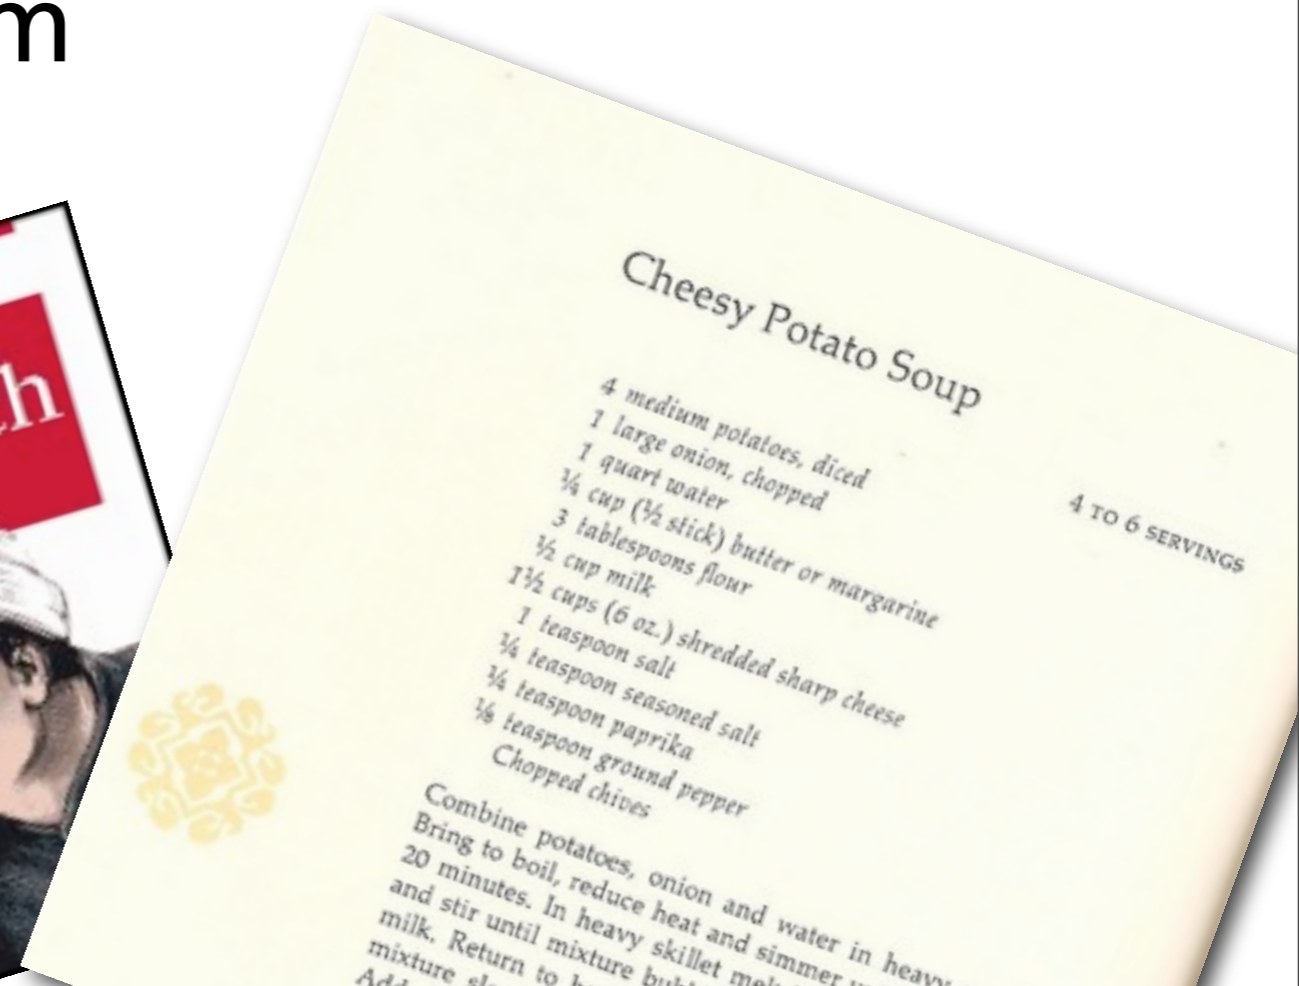 m
th
Cheesy Potato Soup
4 TO 6 SERVINGS
4 medium potatoes, diced
1 large onion, chopped
1 quart water
¼ cup (½ stick) butter or margarine
3 tablespoons flour
½ cup milk
1½ cups (6 oz.) shredded sharp cheese
1 teaspoon salt
¼ teaspoon seasoned salt
¼ teaspoon paprika
⅛ teaspoon ground pepper
Chopped chives
Combine potatoes, onion and water in heavy
Bring to boil, reduce heat and simmer
20 minutes. In heavy skillet
and stir until mixture
milk. Return to
mixture
Add